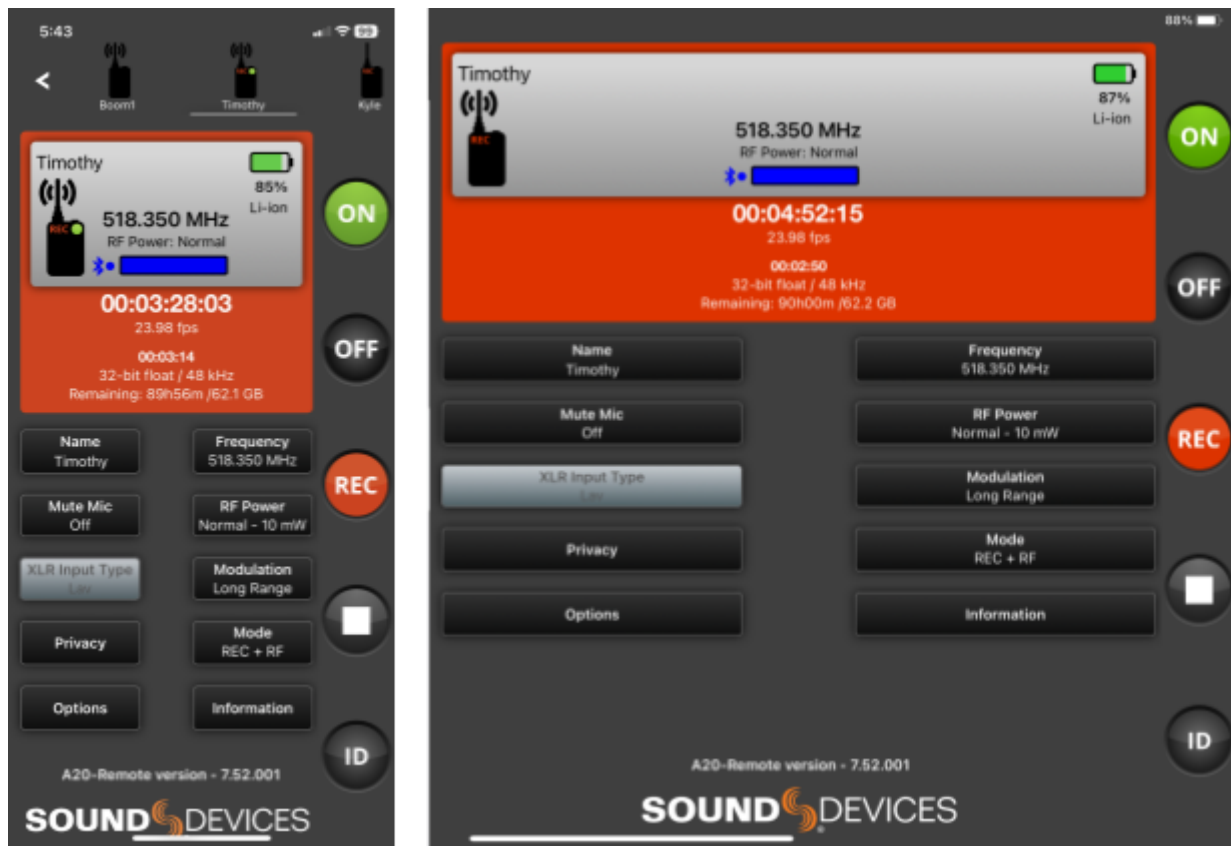 5:43
99
Boom1
Timothy
Kyle
Timothy
85%
Li-ion
REC
518.350 MHz
RF Power: Normal
00:03:28:03
23.98 fps
00:03:14
32-bit float / 48 kHz
Remaining: 89h56m /62.1 GB
ON
OFF
REC
ID
Name
Timothy
Frequency
518.350 MHz
Mute Mic
Off
RF Power
Normal - 10 mW
XLR Input Type
Lav
Modulation
Long Range
Privacy
Mode
REC + RF
Options
Information
A20-Remote version - 7.52.001
SOUND DEVICES
88%
Timothy
87%
Li-ion
REC
518.350 MHz
RF Power: Normal
00:04:52:15
23.98 fps
00:02:50
32-bit float / 48 kHz
Remaining: 90h00m /62.2 GB
ON
OFF
REC
ID
Name
Timothy
Frequency
518.350 MHz
Mute Mic
Off
RF Power
Normal - 10 mW
XLR Input Type
Lav
Modulation
Long Range
Privacy
Mode
REC + RF
Options
Information
A20-Remote version - 7.52.001
SOUND DEVICES